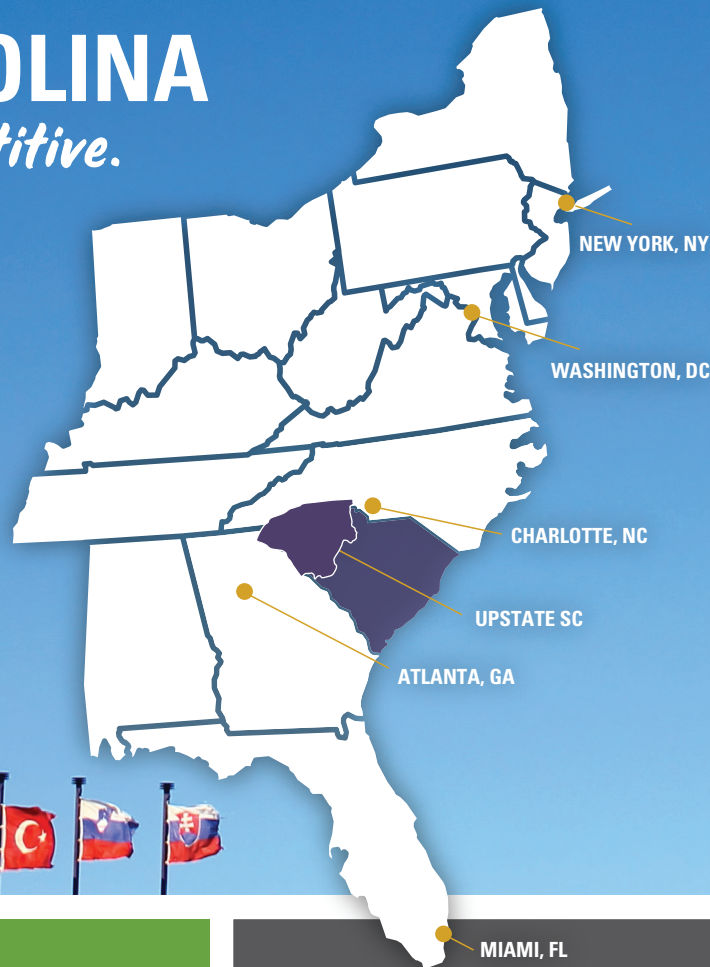 OLINA
titive.
NEW YORK, NY
WASHINGTON, DC
CHARLOTTE, NC
UPSTATE SC
ATLANTA, GA
MIAMI, FL